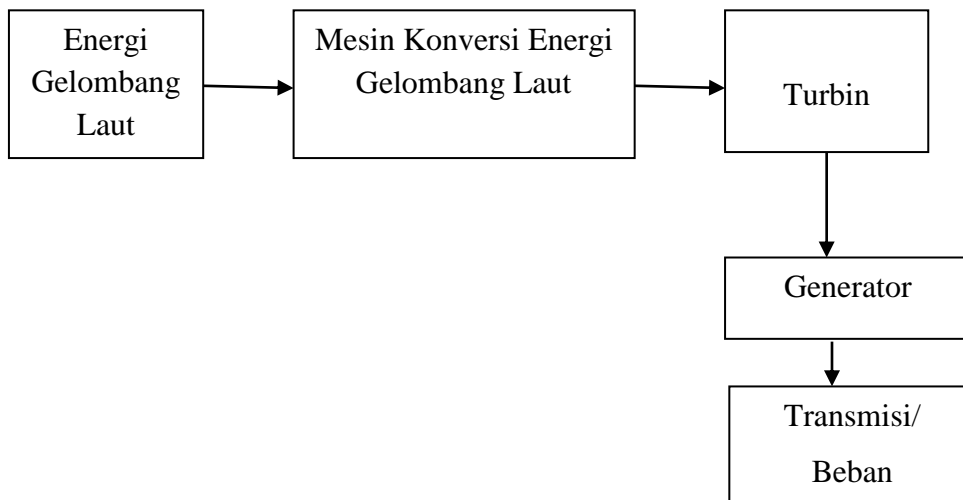 Energi
Gelombang
Laut
Mesin Konversi Energi
Gelombang Laut
Turbin
Generator
Transmisi/
Beban